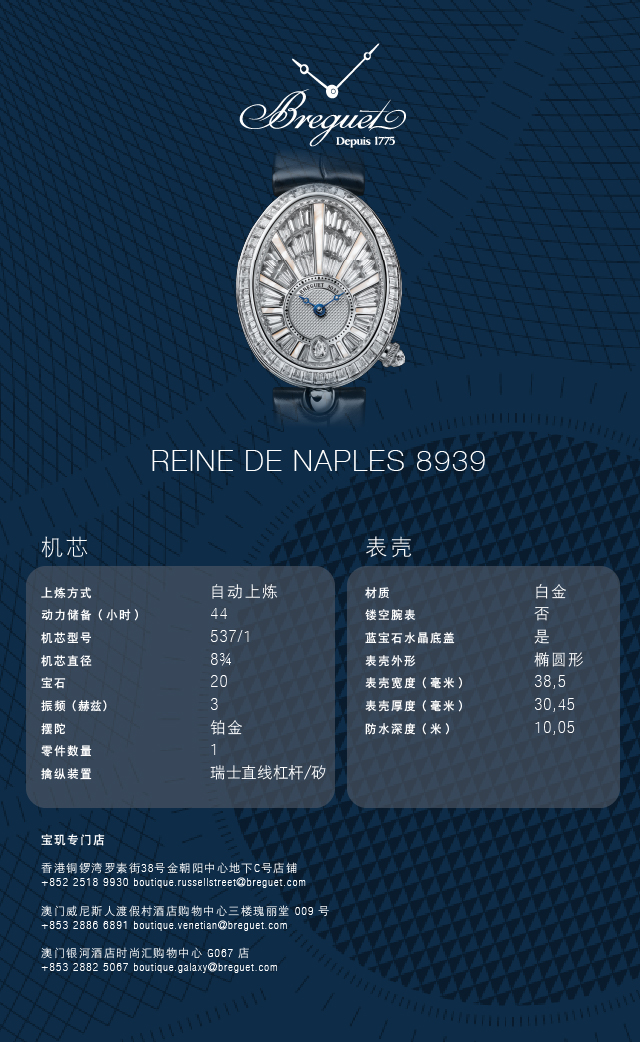 Breguet
Depuis 1775
BREGUET
REINE DE NAPLES 8939
机芯
上炼方式 自动上炼
动力储备（小时） 44
机芯型号 537/1
机芯直径 8¾
宝石 20
振频（赫兹） 3
摆陀 铂金
零件数量 1
擒纵装置 瑞士直线杠杆/矽
表壳
材质 白金
镂空腕表 否
蓝宝石水晶底盖 是
表壳外形 椭圆形
表壳宽度（毫米） 38,5
表壳厚度（毫米） 30,45
防水深度（米） 10,05
宝玑专门店
香港铜锣湾罗素街38号金朝阳中心地下C号店铺
+852 2518 9930 boutique.russellstreet@breguet.com
澳门威尼斯人渡假村酒店购物中心三楼瑰丽堂 009 号
+853 2886 6891 boutique.venetian@breguet.com
澳门银河酒店时尚汇购物中心 G067 店
+853 2882 5067 boutique.galaxy@breguet.com